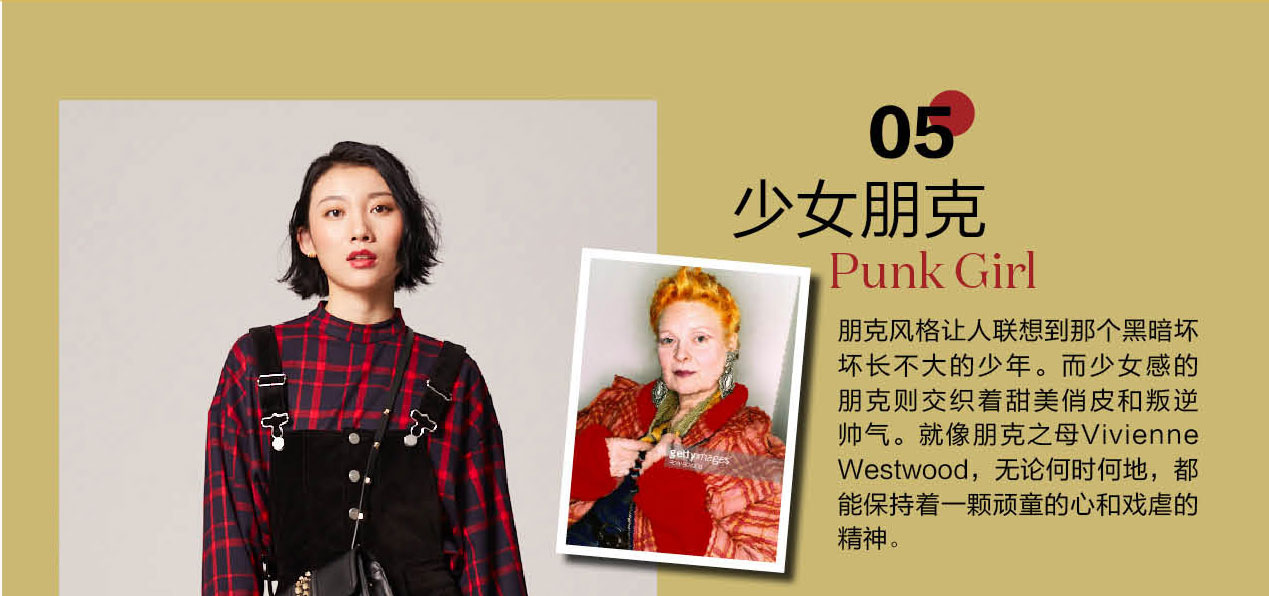 05
少女朋克
Punk Girl
朋克风格让人联想到那个黑暗坏
坏长不大的少年。而少女感的
朋克则交织着甜美俏皮和叛逆
帅气。就像朋克之母Vivienne
Westwood，无论何时何地，都
能保持着一颗顽童的心和戏虐的
精神。
gettyimages